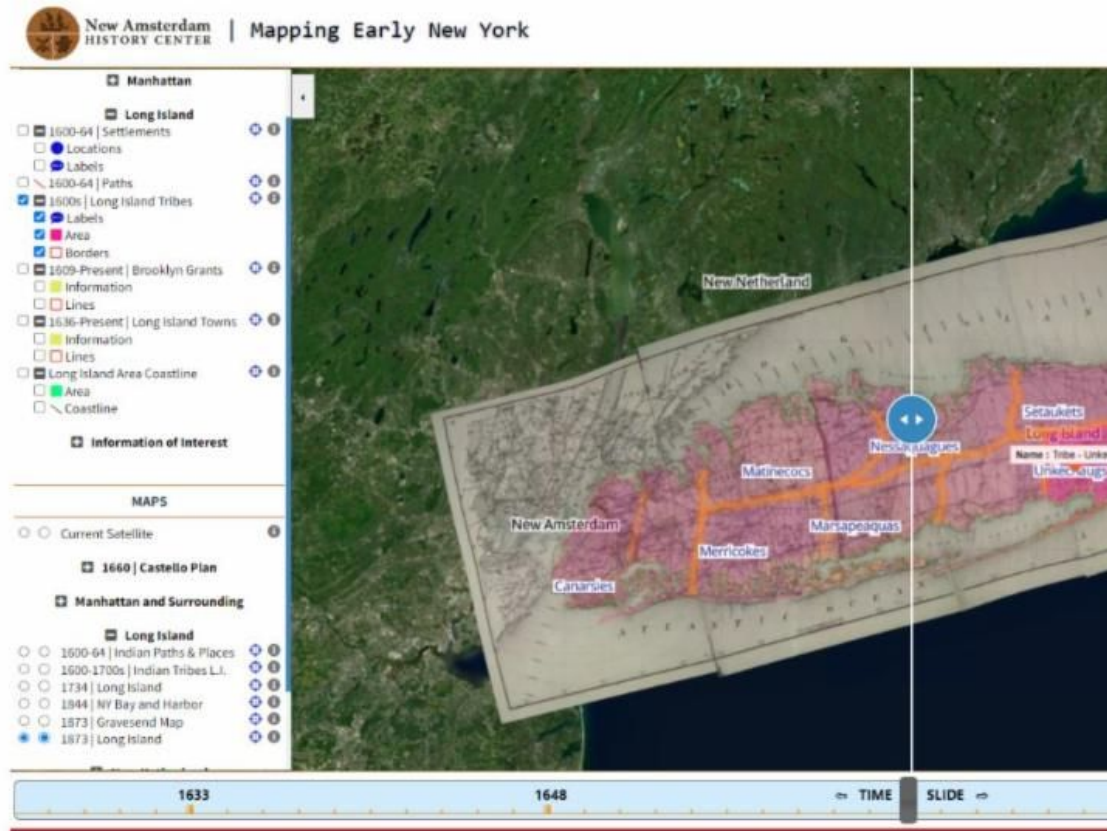 New Amsterdam
HISTORY CENTER | Mapping Early New York
Manhattan
Long Island
1600-64 | Settlements
Locations
Labels
1600-64 | Paths
1600s | Long Island Tribes
Labels
Area
Borders
1609-Present | Brooklyn Grants
Information
Lines
1636-Present | Long Island Towns
Information
Lines
Long Island Area Coastline
Area
Coastline
Information of Interest
MAPS
Current Satellite
1660 | Castello Plan
Manhattan and Surrounding
Long Island
1600-64 | Indian Paths & Places
1600-1700s | Indian Tribes L.I.
1734 | Long Island
1844 | NY Bay and Harbor
1873 | Gravesend Map
1873 | Long Island
New Netherland
Setaukets
Long Island
Nessaquagues
Name : Tribe - Unke
Matinecocs
New Amsterdam
Marsapeaquas
Merricokes
Canarsies
ATLANTIC OCEAN
1633
1648
⇦ TIME
SLIDE ⇨